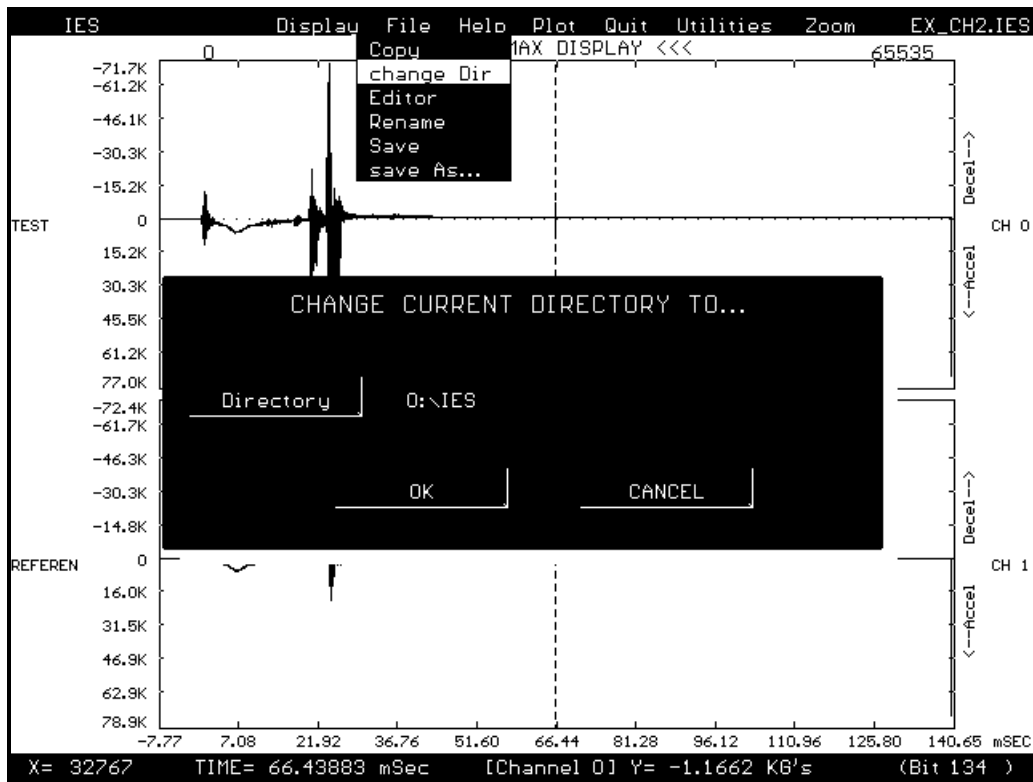 IES Display File Help Plot Quit Utilities Zoom EX_CH2.IES
0 MAX DISPLAY <<< 65535
Copy
change Dir
Editor
Rename
Save
save As...
-71.7K
-61.2K
-46.1K
-30.3K
-15.2K
0
15.2K
30.3K
45.5K
61.2K
77.0K
TEST
CH 0
Decel-->
<--Accel
CHANGE CURRENT DIRECTORY TO...
Directory O:\IES
OK CANCEL
-72.4K
-61.7K
-46.3K
-30.3K
-14.8K
0
16.0K
31.5K
46.9K
62.9K
78.9K
REFEREN
CH 1
Decel-->
<--Accel
-7.77 7.08 21.92 36.76 51.60 66.44 81.28 96.12 110.96 125.80 140.65 mSEC
X= 32767 TIME= 66.43883 mSec [Channel 0] Y= -1.1662 KG's (Bit 134 )